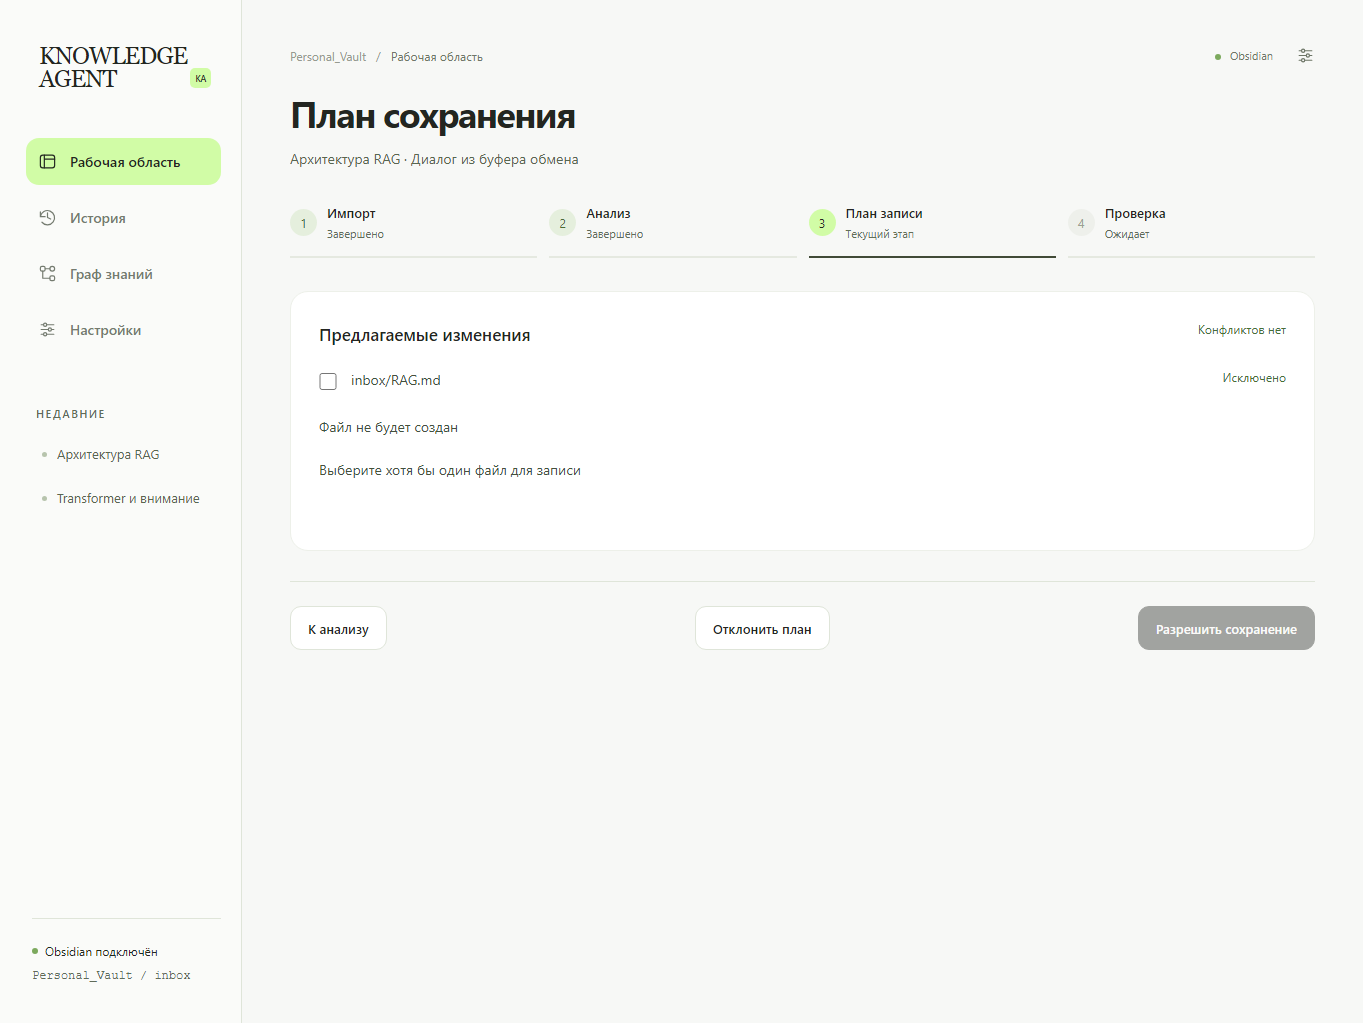 KNOWLEDGE
AGENT
KA
Рабочая область
История
Граф знаний
Настройки
НЕДАВНИЕ
Архитектура RAG
Transformer и внимание
Obsidian подключён
Personal_Vault / inbox
Personal_Vault / Рабочая область
Obsidian
План сохранения
Архитектура RAG · Диалог из буфера обмена
1
Импорт
Завершено
2
Анализ
Завершено
3
План записи
Текущий этап
4
Проверка
Ожидает
Предлагаемые изменения
Конфликтов нет
inbox/RAG.md
Исключено
Файл не будет создан
Выберите хотя бы один файл для записи
К анализу
Отклонить план
Разрешить сохранение